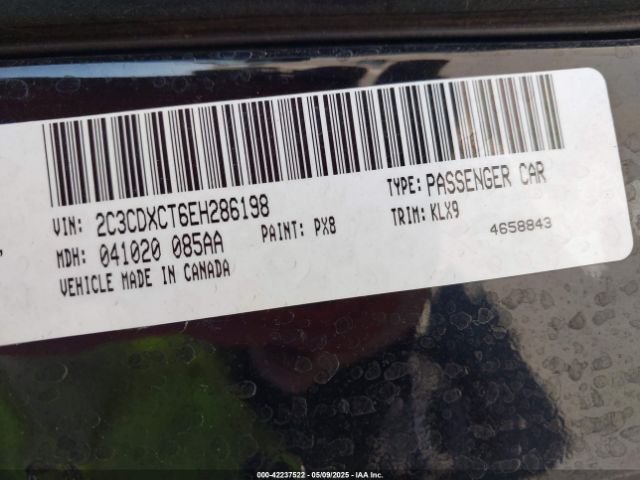 VIN: 2C3CDXCT6EH286198
TYPE: PASSENGER CAR
MDH: 041020 085AA
PAINT: PX8
TRIM: KLX9
VEHICLE MADE IN CANADA
4658843
000-42237522 - 05/09/2025 - IAA Inc.